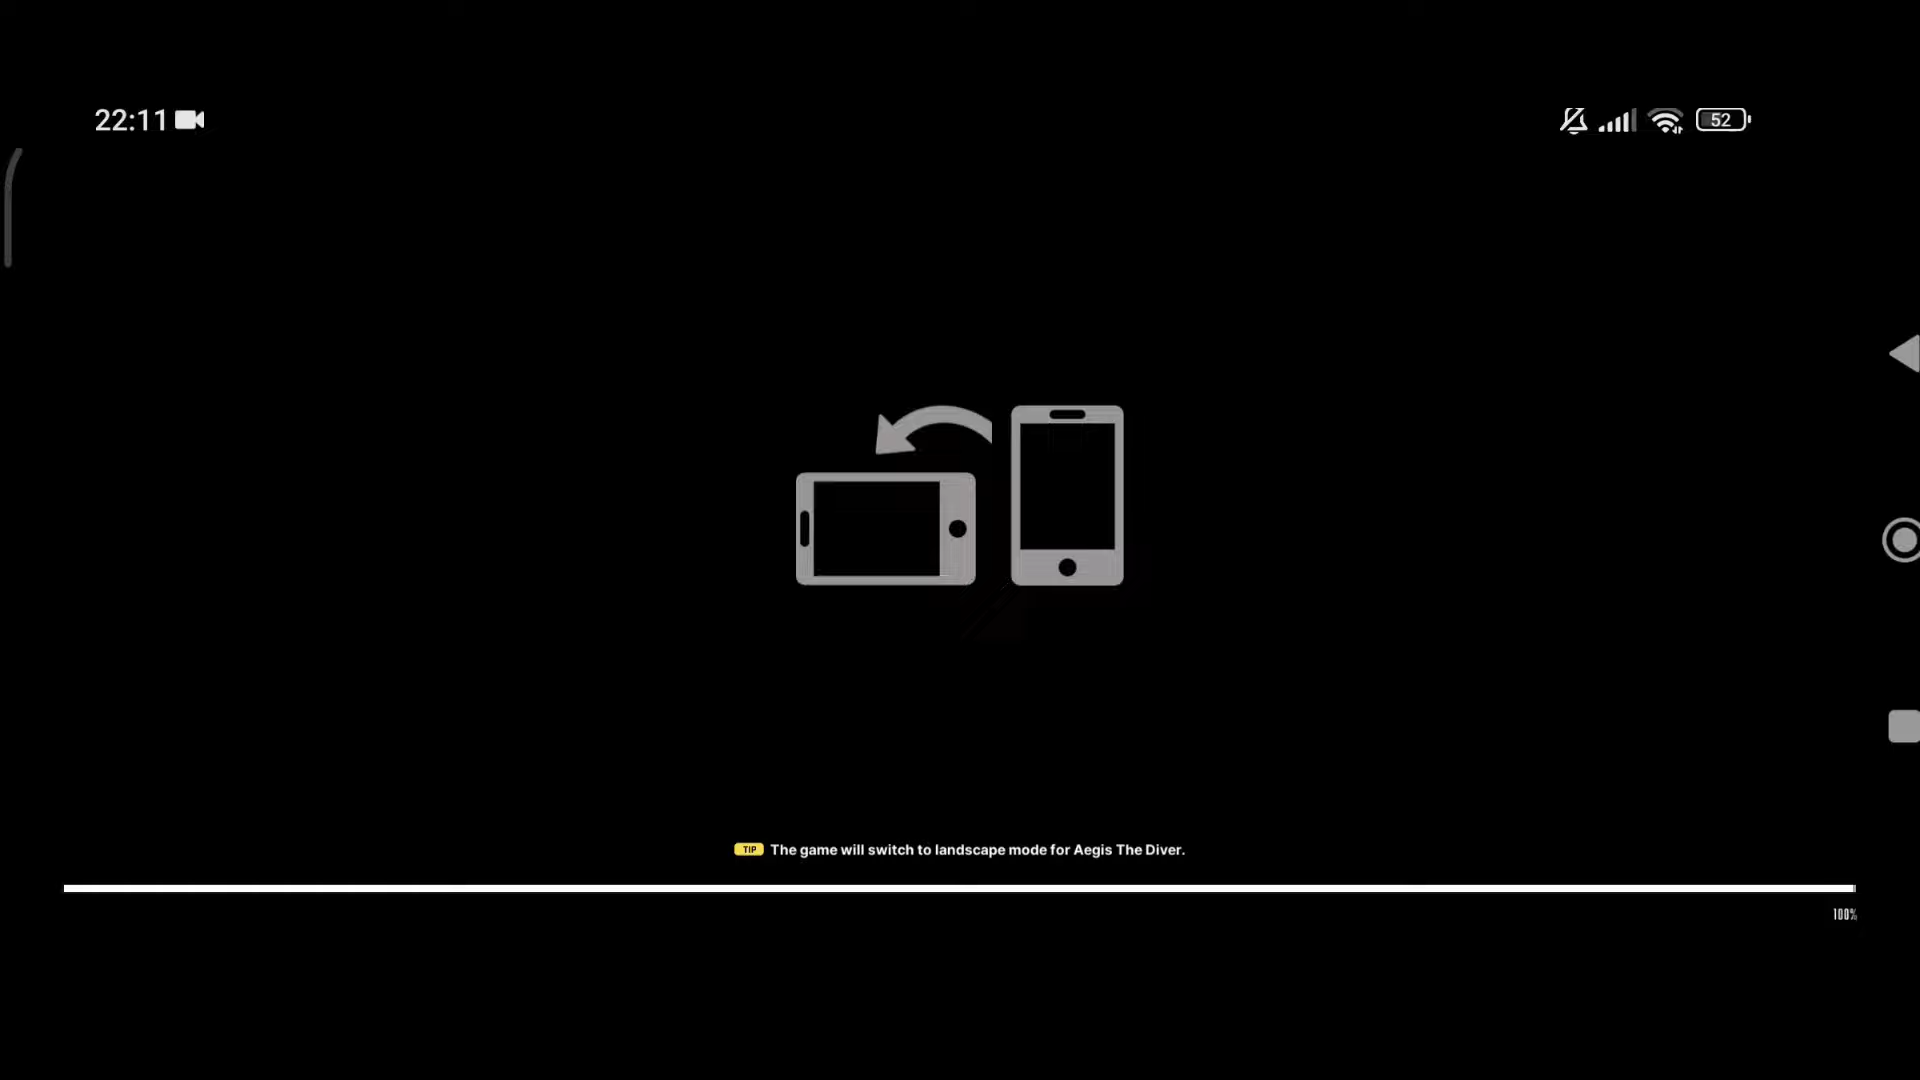 22:11
52
TIP The game will switch to landscape mode for Aegis The Diver.
100%